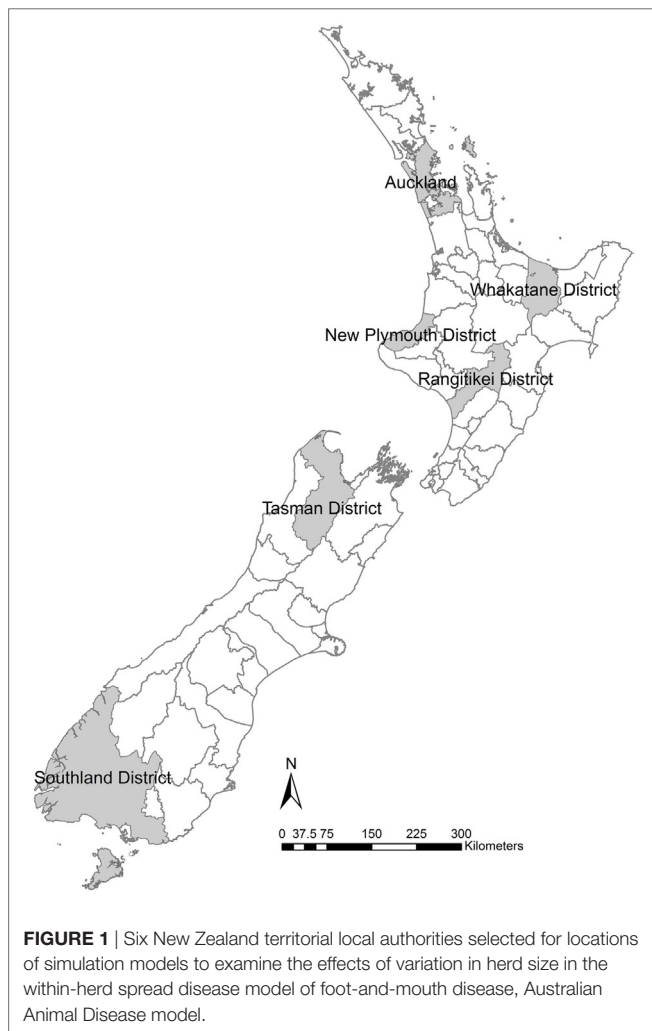 Auckland
Whakatane District
New Plymouth District
Rangitikei District
Tasman District
Southland District
N
0 37.5 75 150 225 300
Kilometers
FIGURE 1 | Six New Zealand territorial local authorities selected for locations
of simulation models to examine the effects of variation in herd size in the
within-herd spread disease model of foot-and-mouth disease, Australian
Animal Disease model.